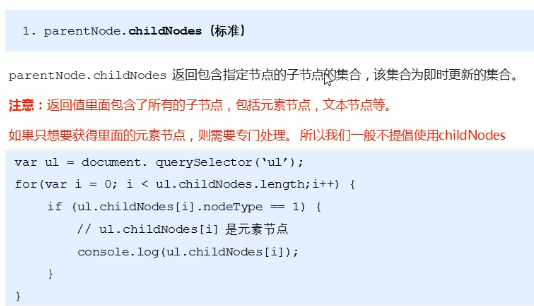 1. parentNode.childNodes（标准）
parentNode.childNodes 返回包含指定节点的子节点的集合，该集合为即时更新的集合。
注意：返回值里面包含了所有的子节点，包括元素节点，文本节点等。
如果只想要获得里面的元素节点，则需要专门处理。 所以我们一般不提倡使用childNodes
var ul = document. querySelector(‘ul’);
for(var i = 0; i < ul.childNodes.length;i++) {
if (ul.childNodes[i].nodeType == 1) {
// ul.childNodes[i] 是元素节点
console.log(ul.childNodes[i]);
}
}